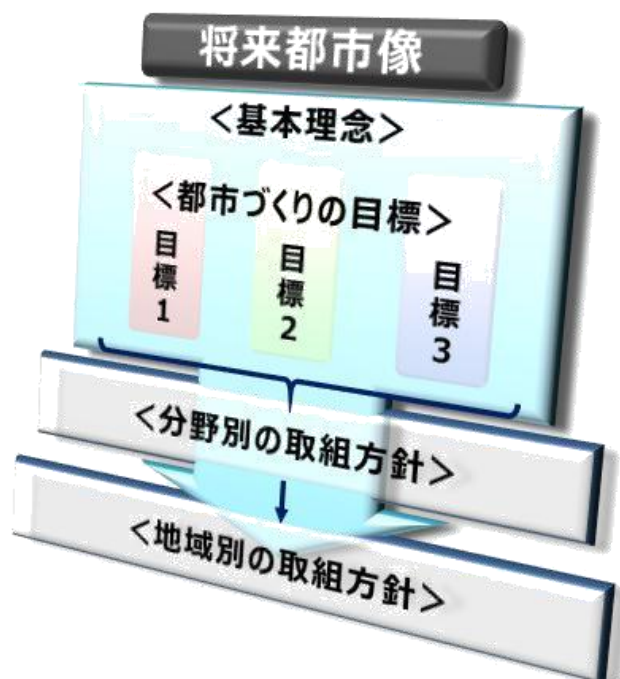 将来都市像
＜基本理念＞
＜都市づくりの目標＞
目標1
目標2
目標3
＜分野別の取組方針＞
＜地域別の取組方針＞